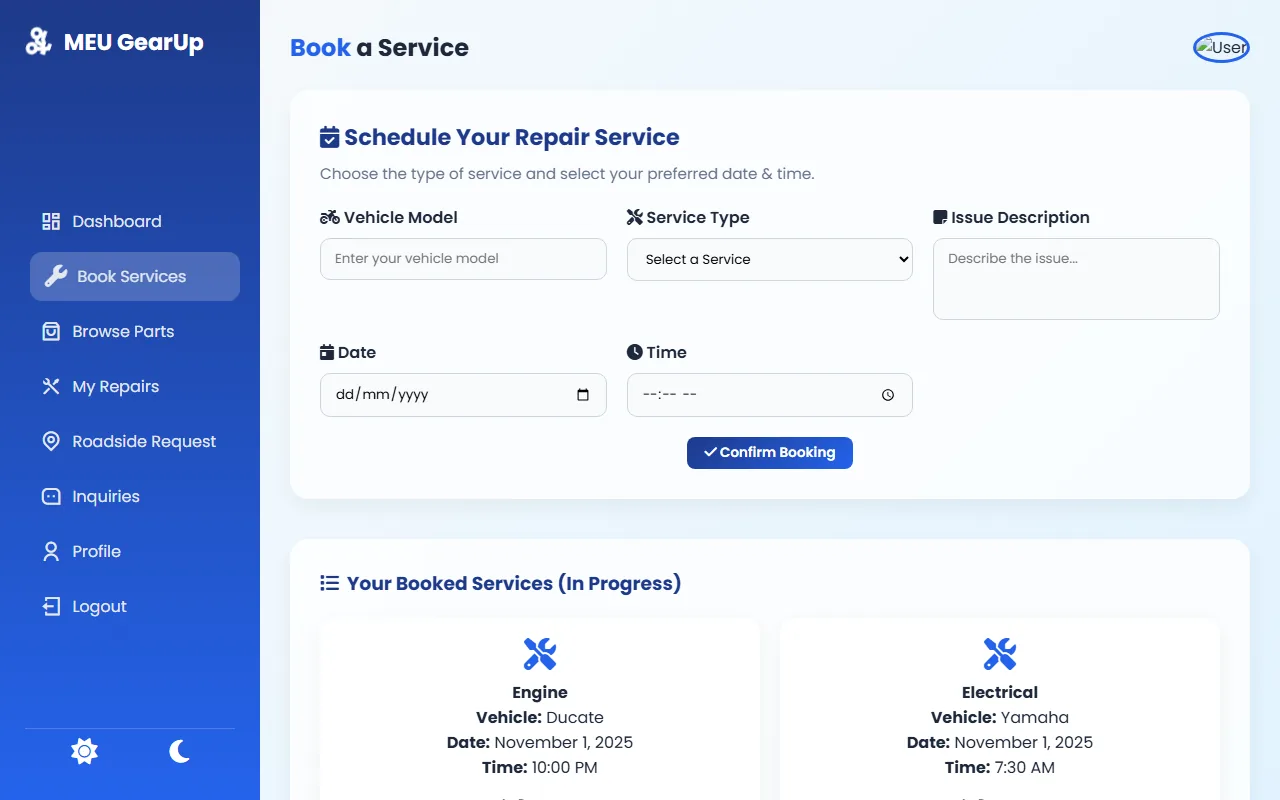 MEU GearUp
Dashboard
Book Services
Browse Parts
My Repairs
Roadside Request
Inquiries
Profile
Logout
Book a Service
User
Schedule Your Repair Service
Choose the type of service and select your preferred date & time.
Vehicle Model
Enter your vehicle model
Service Type
Select a Service
Issue Description
Describe the issue...
Date
dd/mm/yyyy
Time
--:-- --
Confirm Booking
Your Booked Services (In Progress)
Engine
Vehicle: Ducate
Date: November 1, 2025
Time: 10:00 PM
Electrical
Vehicle: Yamaha
Date: November 1, 2025
Time: 7:30 AM